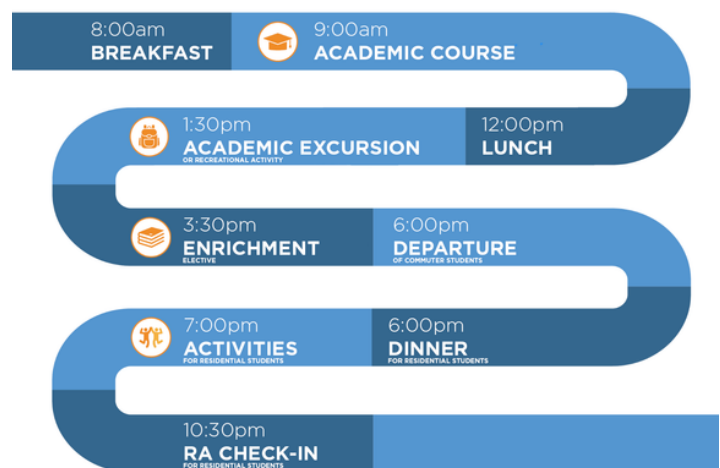 8:00am
BREAKFAST
9:00am
ACADEMIC COURSE
12:00pm
LUNCH
1:30pm
ACADEMIC EXCURSION
OR RECREATIONAL ACTIVITY
3:30pm
ENRICHMENT
ELECTIVE
6:00pm
DEPARTURE
OF COMMUTER STUDENTS
6:00pm
DINNER
FOR RESIDENTIAL STUDENTS
7:00pm
ACTIVITIES
FOR RESIDENTIAL STUDENTS
10:30pm
RA CHECK-IN
FOR RESIDENTIAL STUDENTS